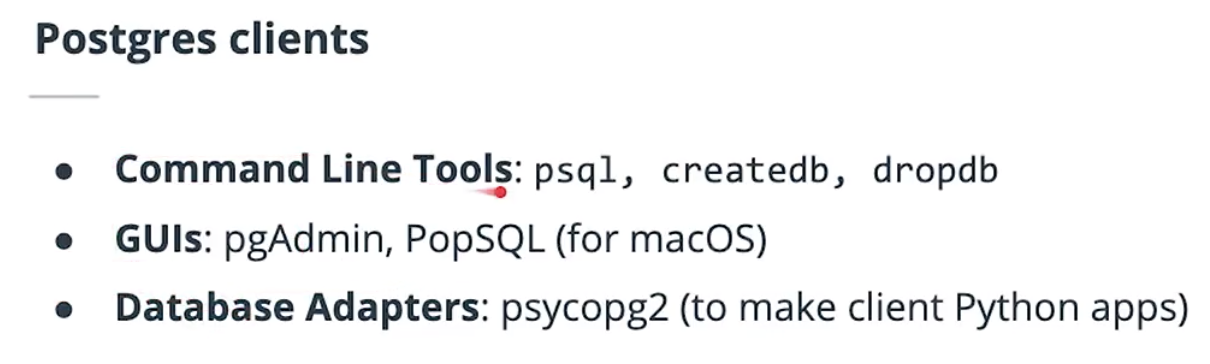 Postgres clients
● Command Line Tools: psql, createdb, dropdb
● GUIs: pgAdmin, PopSQL (for macOS)
● Database Adapters: psycopg2 (to make client Python apps)